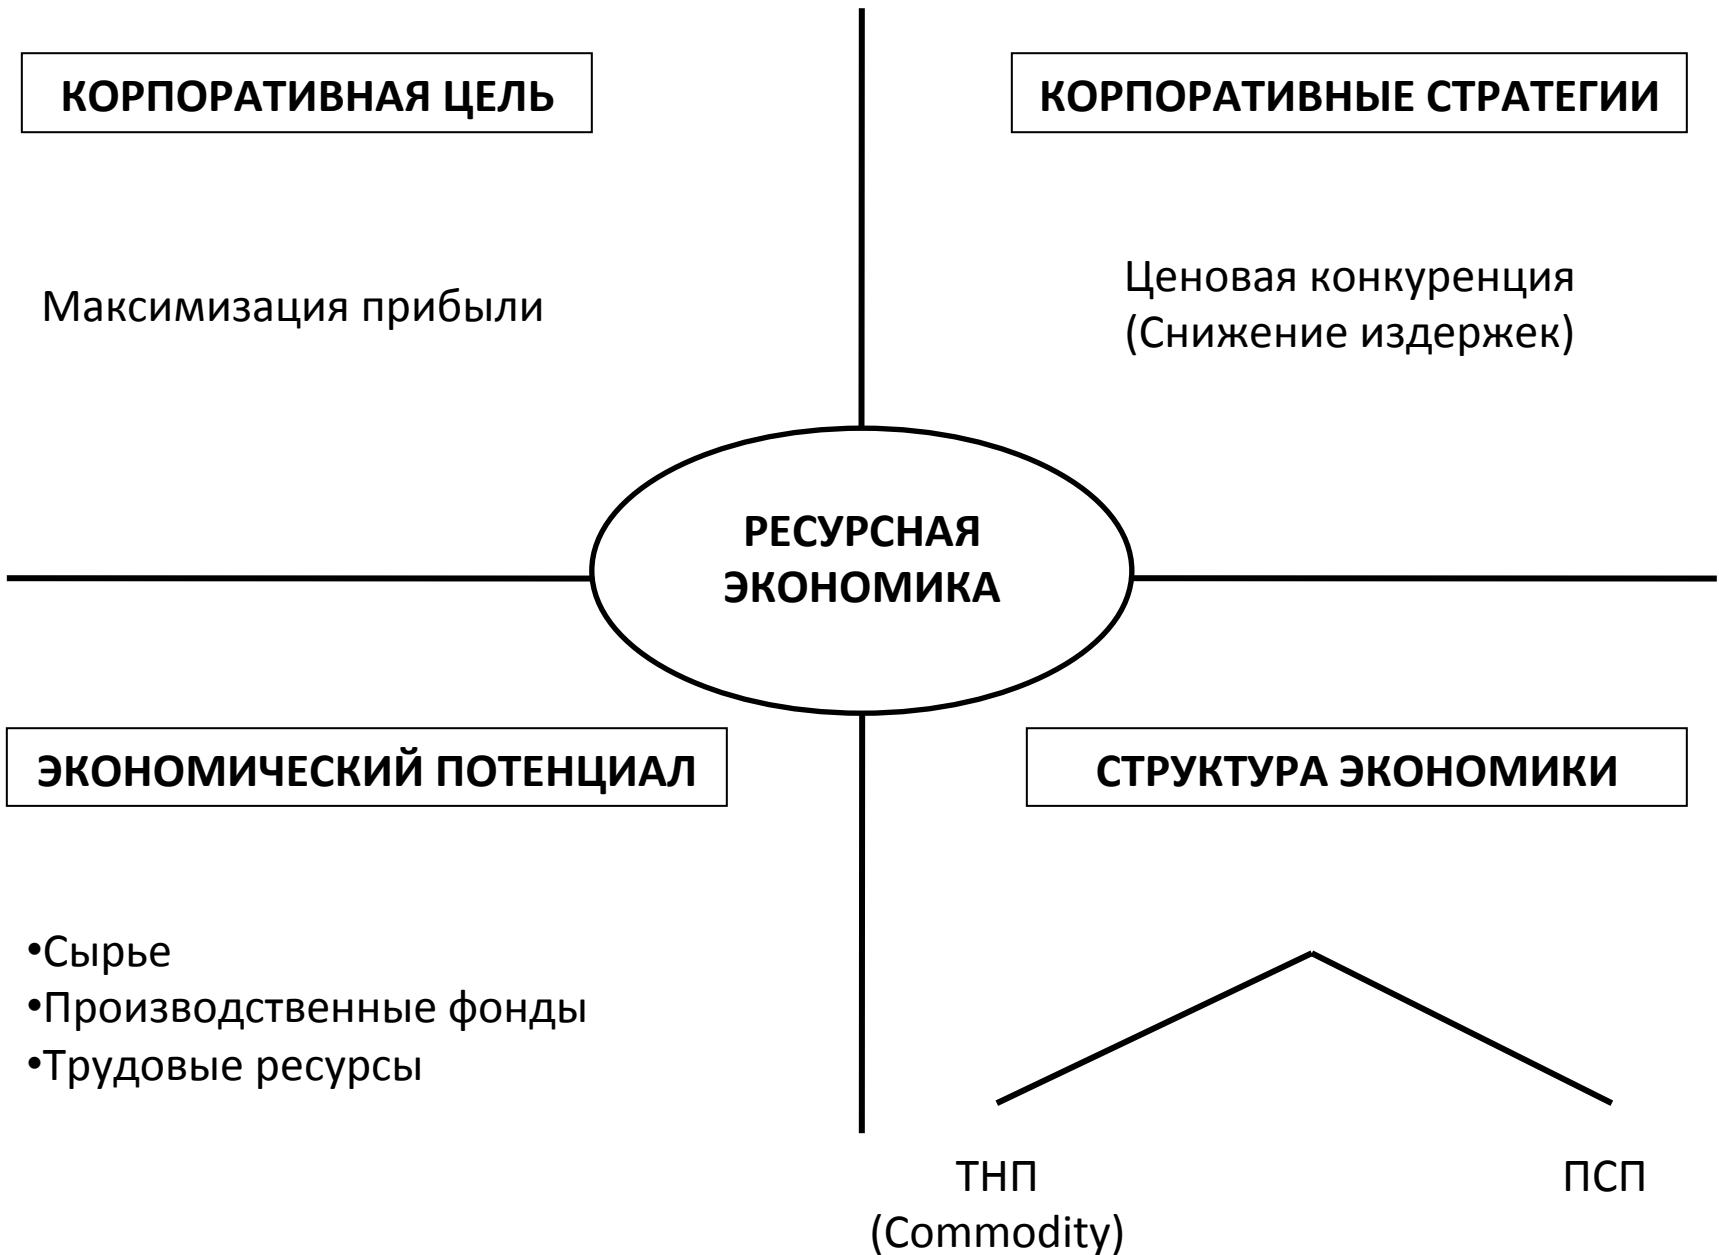 КОРПОРАТИВНАЯ ЦЕЛЬ
КОРПОРАТИВНЫЕ СТРАТЕГИИ
Максимизация прибыли
Ценовая конкуренция
(Снижение издержек)
РЕСУРСНАЯ
ЭКОНОМИКА
ЭКОНОМИЧЕСКИЙ ПОТЕНЦИАЛ
СТРУКТУРА ЭКОНОМИКИ
•Сырье
•Производственные фонды
•Трудовые ресурсы
ТНП
(Commodity)
ПСП